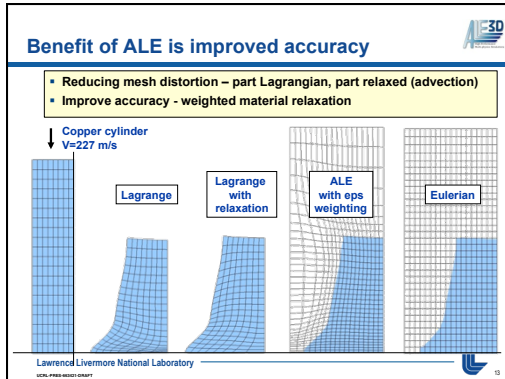 Benefit of ALE is improved accuracy
ALE3D
▪ Reducing mesh distortion – part Lagrangian, part relaxed (advection)
▪ Improve accuracy - weighted material relaxation
Copper cylinder
V=227 m/s
Lagrange
Lagrange
with
relaxation
ALE
with eps
weighting
Eulerian
Lawrence Livermore National Laboratory
13